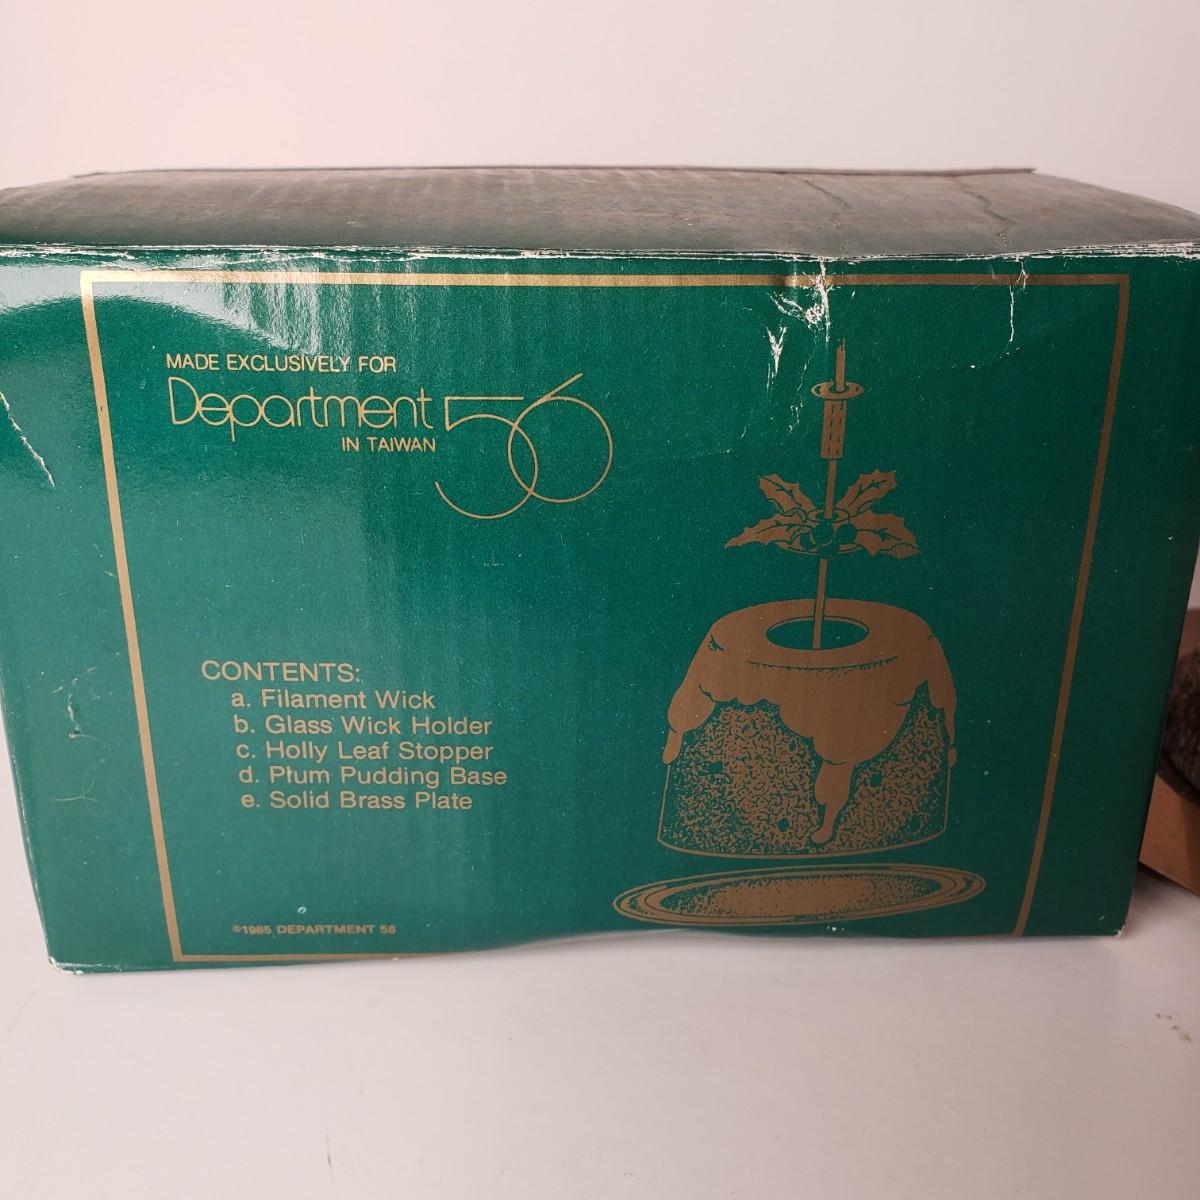 MADE EXCLUSIVELY FOR
Department 56
IN TAIWAN
CONTENTS:
a. Filament Wick
b. Glass Wick Holder
c. Holly Leaf Stopper
d. Plum Pudding Base
e. Solid Brass Plate
©1985 DEPARTMENT 56